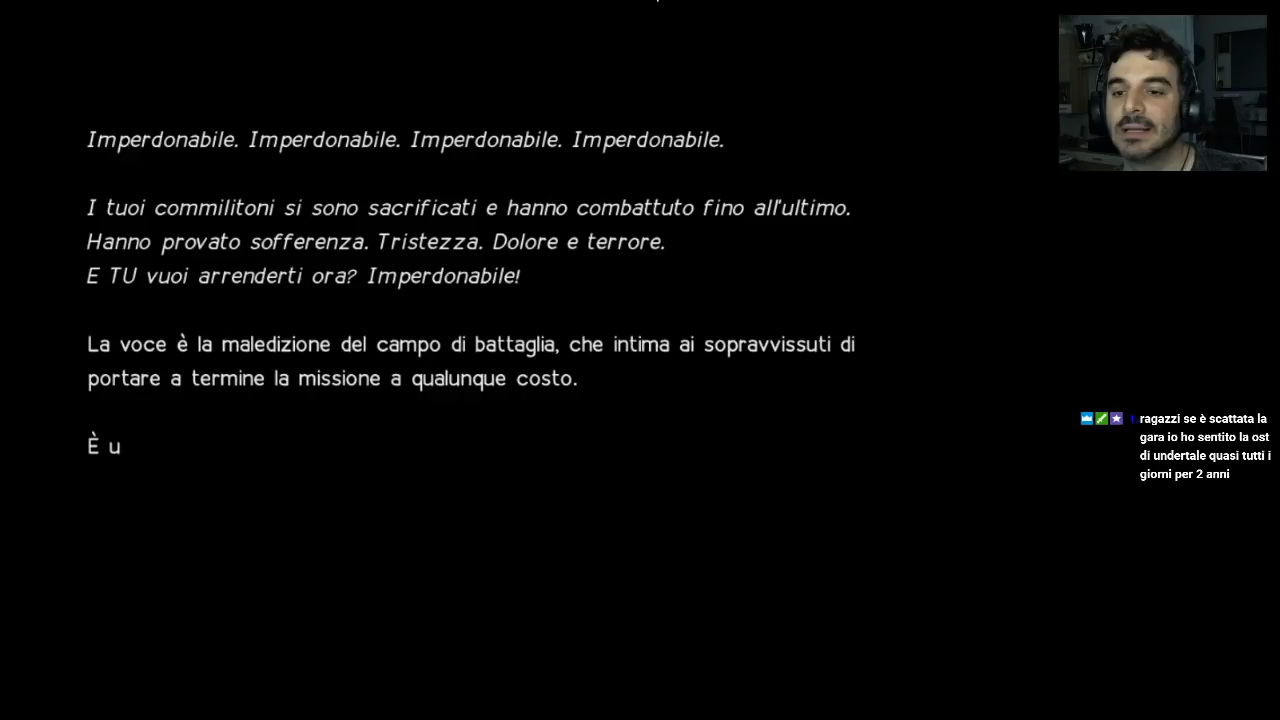 Imperdonabile. Imperdonabile. Imperdonabile. Imperdonabile.
I tuoi commilitoni si sono sacrificati e hanno combattuto fino all'ultimo.
Hanno provato sofferenza. Tristezza. Dolore e terrore.
E TU vuoi arrenderti ora? Imperdonabile!
La voce è la maledizione del campo di battaglia, che intima ai sopravvissuti di
portare a termine la missione a qualunque costo.
È u
ragazzi se è scattata la
gara io ho sentito la ost
di undertale quasi tutti i
giorni per 2 anni